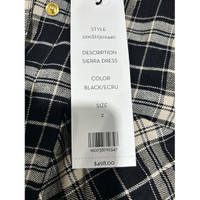 STYLE
DESCRIPTION
SIERRA DRESS
COLOR
BLACK/ECRU
SIZE
2
$498.00